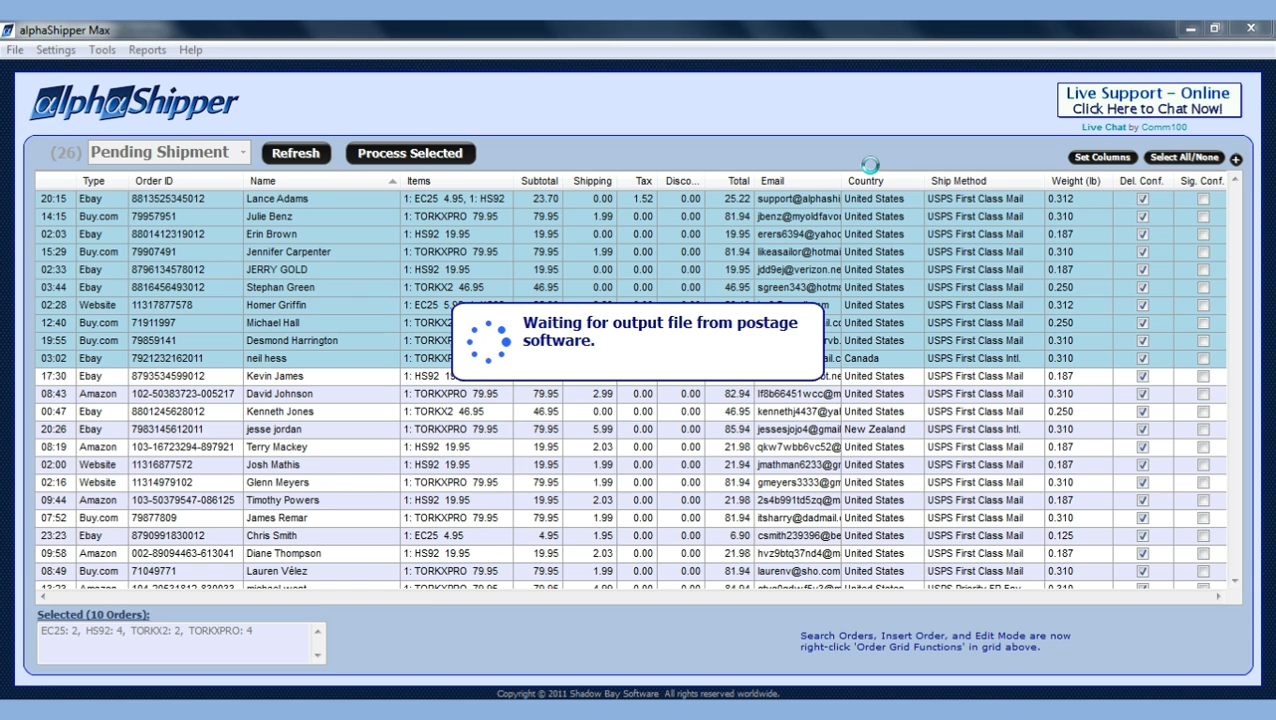 alphaShipper Max
File Settings Tools Reports Help
alphaShipper
Live Support – Online
Click Here to Chat Now!
Live Chat by Comm100
(26) Pending Shipment Refresh Process Selected Set Columns Select All/None
Type Order ID Name Items Subtotal Shipping Tax Disco... Total Email Country Ship Method Weight (lb) Del. Conf. Sig. Conf.
20:15 Ebay 8813525345012 Lance Adams 1: EC25 4.95, 1: HS92 23.70 0.00 1.52 0.00 25.22 support@alphashi United States USPS First Class Mail 0.312
14:15 Buy.com 79957951 Julie Benz 1: TORKXPRO 79.95 79.95 1.99 0.00 0.00 81.94 jbenz@myoldfavo United States USPS First Class Mail 0.310
02:03 Ebay 8801412319012 Erin Brown 1: HS92 19.95 19.95 0.00 0.00 0.00 19.95 erers6394@yahoo United States USPS First Class Mail 0.187
15:29 Buy.com 79907491 Jennifer Carpenter 1: TORKXPRO 79.95 79.95 1.99 0.00 0.00 81.94 likeasailor@hotmail United States USPS First Class Mail 0.310
02:33 Ebay 8796134578012 JERRY GOLD 1: HS92 19.95 19.95 0.00 0.00 0.00 19.95 jdd9ej@verizon.ne United States USPS First Class Mail 0.187
03:44 Ebay 8816456493012 Stephan Green 1: TORKX2 46.95 46.95 0.00 0.00 0.00 46.95 sgreen343@hotma United States USPS First Class Mail 0.250
02:28 Website 11317877578 Homer Griffin United States USPS First Class Mail 0.312
12:40 Buy.com 71911997 Michael Hall 1: TORKX2 United States USPS First Class Mail 0.250
19:55 Buy.com 79859141 Desmond Harrington 1: TORKXP United States USPS First Class Mail 0.310
03:02 Ebay 7921232162011 neil hess 1: TORKXP Canada USPS First Class Intl. 0.310
17:30 Ebay 8793534599012 Kevin James 1: HS92 19 United States USPS First Class Mail 0.187
Waiting for output file from postage
software.
08:43 Amazon 102-50383723-005217 David Johnson 1: TORKXPRO 79.95 79.95 2.99 0.00 0.00 82.94 lf8b66451wcc@m United States USPS First Class Mail 0.310
00:47 Ebay 8801245628012 Kenneth Jones 1: TORKX2 46.95 46.95 0.00 0.00 0.00 46.95 kennethj4437@ya United States USPS First Class Mail 0.250
20:26 Ebay 7983145612011 jesse jordan 1: TORKXPRO 79.95 79.95 5.99 0.00 0.00 85.94 jessesjojo4@gmail New Zealand USPS First Class Intl. 0.310
08:19 Amazon 103-16723294-897921 Terry Mackey 1: HS92 19.95 19.95 2.03 0.00 0.00 21.98 qkw7wbb6vc52@ United States USPS First Class Mail 0.187
02:00 Website 11316877572 Josh Mathis 1: HS92 19.95 19.95 1.99 0.00 0.00 21.94 jmathman6233@gr United States USPS First Class Mail 0.187
02:16 Website 11314979102 Glenn Meyers 1: HS92 19.95 19.95 1.99 0.00 0.00 21.94 gmeyers3333@gm United States USPS First Class Mail 0.187
09:44 Amazon 103-50379547-086125 Timothy Powers 1: HS92 19.95 19.95 2.03 0.00 0.00 21.98 2s4b991td5zq@m United States USPS First Class Mail 0.187
07:52 Buy.com 79877809 James Remar 1: TORKXPRO 79.95 79.95 1.99 0.00 0.00 81.94 itsharry@dadmail. United States USPS First Class Mail 0.310
23:23 Ebay 8790991830012 Chris Smith 1: EC25 4.95 4.95 1.95 0.00 0.00 6.90 csmith239396@be United States USPS First Class Mail 0.125
09:58 Amazon 002-89094463-613041 Diane Thompson 1: HS92 19.95 19.95 2.03 0.00 0.00 21.98 hvz9btq37nd4@m United States USPS First Class Mail 0.187
08:49 Buy.com 71049771 Lauren Vélez 1: TORKXPRO 79.95 79.95 1.99 0.00 0.00 81.94 laurenv@sho.com United States USPS First Class Mail 0.310
Selected (10 Orders):
EC25: 2, HS92: 4, TORKX2: 2, TORKXPRO: 4
Search Orders, Insert Order, and Edit Mode are now
right-click 'Order Grid Functions' in grid above.
Copyright © 2011 Shadow Bay Software All rights reserved worldwide.